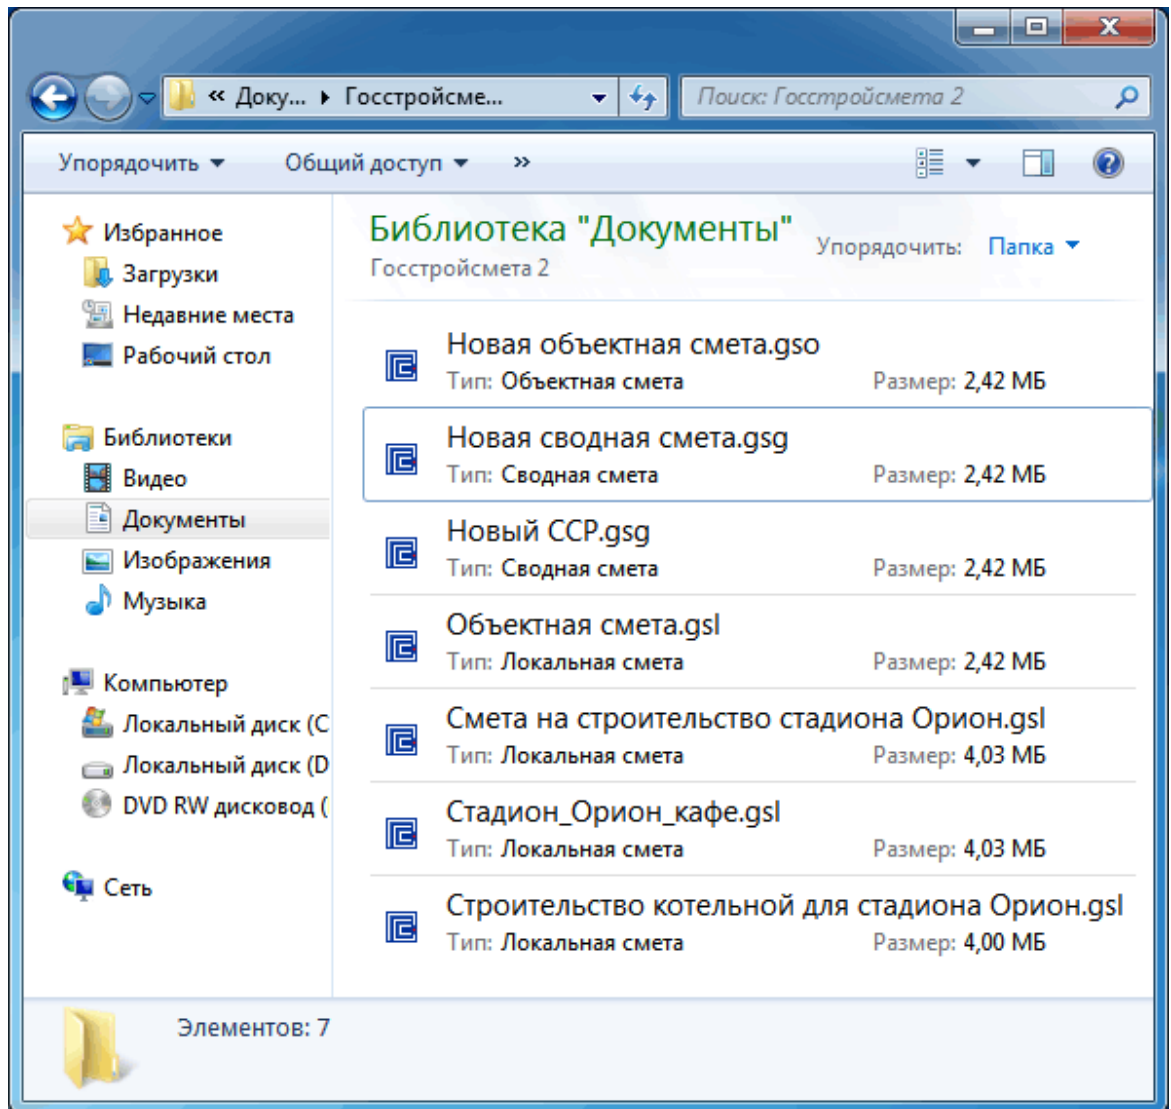 « Доку... Госстройсме...
Поиск: Госстройсмета 2
Упорядочить Общий доступ »
Избранное
Загрузки
Недавние места
Рабочий стол
Библиотеки
Видео
Документы
Изображения
Музыка
Компьютер
Локальный диск (C
Локальный диск (D
DVD RW дисковод (
Сеть
Библиотека "Документы"
Госстройсмета 2
Упорядочить: Папка
Новая объектная смета.gso
Тип: Объектная смета Размер: 2,42 МБ
Новая сводная смета.gsg
Тип: Сводная смета Размер: 2,42 МБ
Новый ССР.gsg
Тип: Сводная смета Размер: 2,42 МБ
Объектная смета.gsl
Тип: Локальная смета Размер: 2,42 МБ
Смета на строительство стадиона Орион.gsl
Тип: Локальная смета Размер: 4,03 МБ
Стадион_Орион_кафе.gsl
Тип: Локальная смета Размер: 4,03 МБ
Строительство котельной для стадиона Орион.gsl
Тип: Локальная смета Размер: 4,00 МБ
Элементов: 7